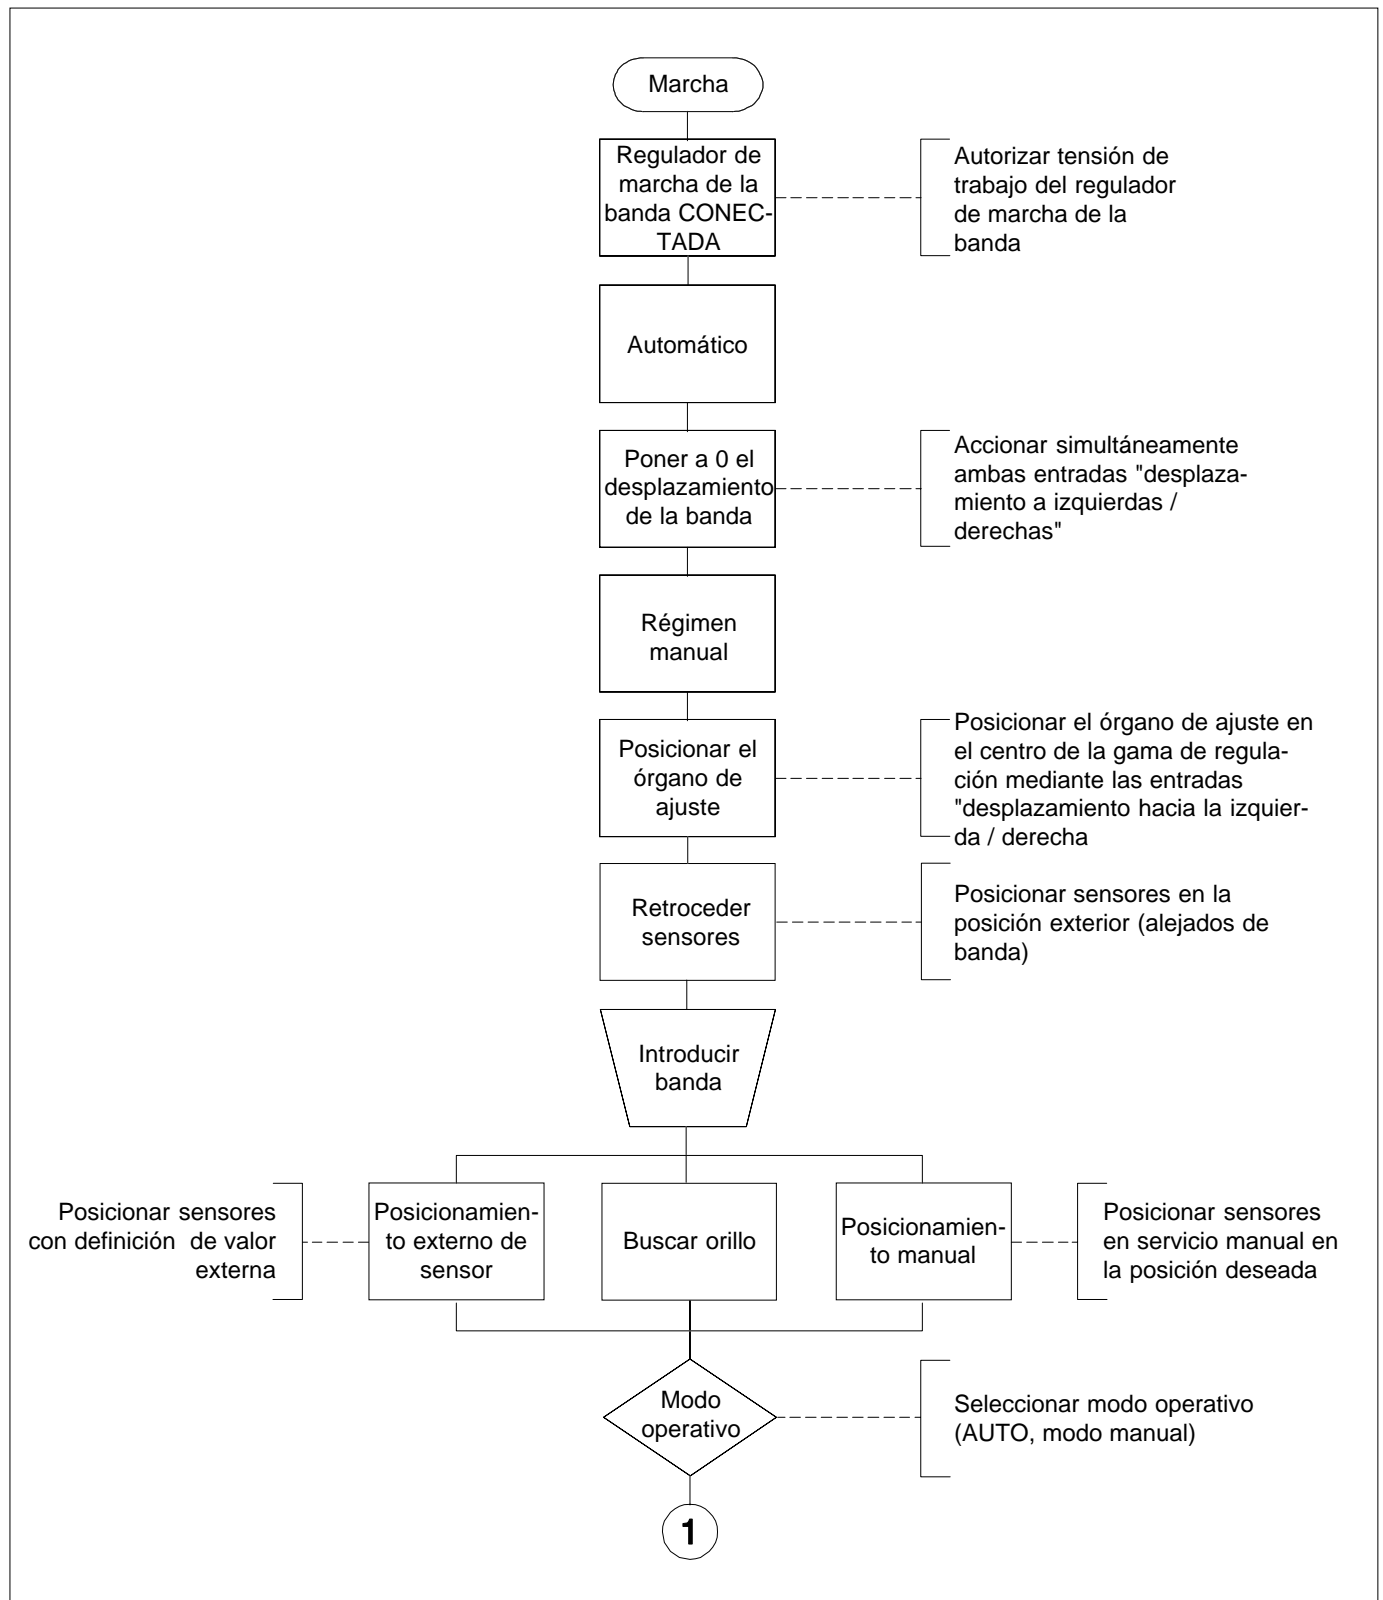 Marcha
Regulador de
marcha de la
banda CONEC-
TADA
Autorizar tensión de
trabajo del regulador
de marcha de la
banda
Automático
Poner a 0 el
desplazamiento
de la banda
Accionar simultáneamente
ambas entradas "desplaza-
miento a izquierdas /
derechas"
Régimen
manual
Posicionar el
órgano de
ajuste
Posicionar el órgano de ajuste en
el centro de la gama de regula-
ción mediante las entradas
"desplazamiento hacia la izquier-
da / derecha
Retroceder
sensores
Posicionar sensores en la
posición exterior (alejados de
banda)
Introducir
banda
Posicionar sensores
con definición de valor
externa
Posicionamien-
to externo de
sensor
Buscar orillo
Posicionamien-
to manual
Posicionar sensores
en servicio manual en
la posición deseada
Modo
operativo
Seleccionar modo operativo
(AUTO, modo manual)
1